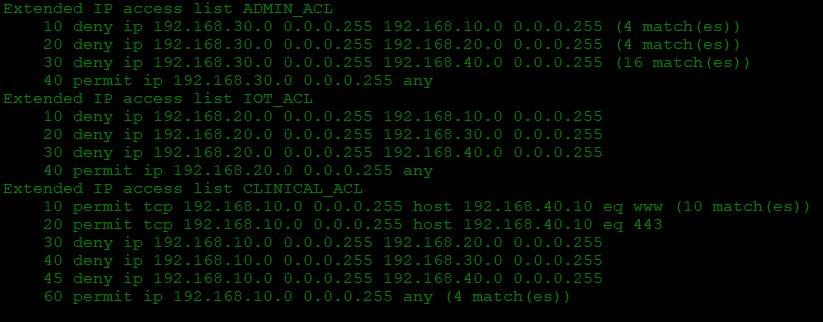 Extended IP access list ADMIN_ACL
10 deny ip 192.168.30.0 0.0.0.255 192.168.10.0 0.0.0.255 (4 match(es))
20 deny ip 192.168.30.0 0.0.0.255 192.168.20.0 0.0.0.255 (4 match(es))
30 deny ip 192.168.30.0 0.0.0.255 192.168.40.0 0.0.0.255 (16 match(es))
40 permit ip 192.168.30.0 0.0.0.255 any
Extended IP access list IOT_ACL
10 deny ip 192.168.20.0 0.0.0.255 192.168.10.0 0.0.0.255
20 deny ip 192.168.20.0 0.0.0.255 192.168.30.0 0.0.0.255
30 deny ip 192.168.20.0 0.0.0.255 192.168.40.0 0.0.0.255
40 permit ip 192.168.20.0 0.0.0.255 any
Extended IP access list CLINICAL_ACL
10 permit tcp 192.168.10.0 0.0.0.255 host 192.168.40.10 eq www (10 match(es))
20 permit tcp 192.168.10.0 0.0.0.255 host 192.168.40.10 eq 443
30 deny ip 192.168.10.0 0.0.0.255 192.168.20.0 0.0.0.255
40 deny ip 192.168.10.0 0.0.0.255 192.168.30.0 0.0.0.255
45 deny ip 192.168.10.0 0.0.0.255 192.168.40.0 0.0.0.255
60 permit ip 192.168.10.0 0.0.0.255 any (4 match(es))